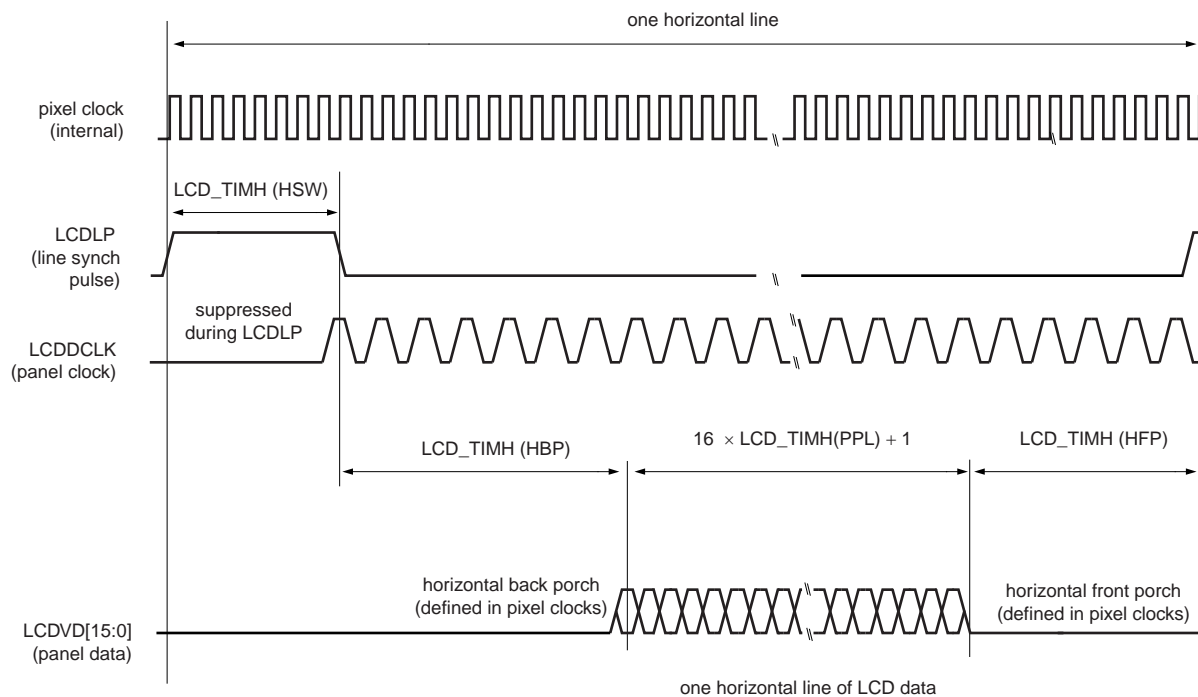 one horizontal line
pixel clock
(internal)
LCD_TIMH (HSW)
LCDLP
(line synch
pulse)
suppressed
during LCDLP
LCDDCLK
(panel clock)
LCD_TIMH (HBP)
16 × LCD_TIMH(PPL) + 1
LCD_TIMH (HFP)
horizontal back porch
(defined in pixel clocks)
horizontal front porch
(defined in pixel clocks)
LCDVD[15:0]
(panel data)
one horizontal line of LCD data